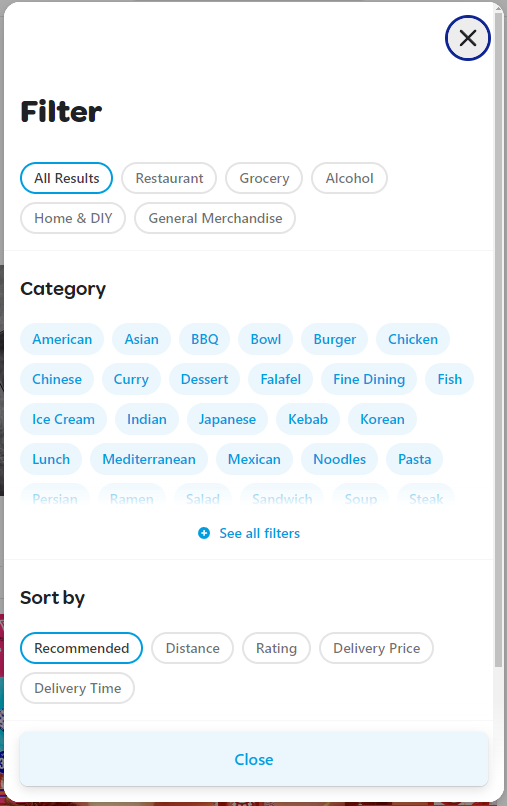 Filter
All Results Restaurant Grocery Alcohol
Home & DIY General Merchandise
Category
American Asian BBQ Bowl Burger Chicken
Chinese Curry Dessert Falafel Fine Dining Fish
Ice Cream Indian Japanese Kebab Korean
Lunch Mediterranean Mexican Noodles Pasta
Persian Ramen Salad Sandwich Soup Steak
See all filters
Sort by
Recommended Distance Rating Delivery Price
Delivery Time
Close